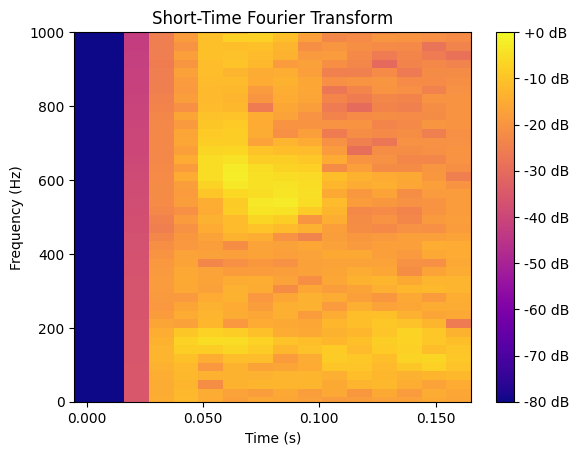 Short-Time Fourier Transform
1000
800
600
400
200
0
Frequency (Hz)
0.000
0.050
0.100
0.150
Time (s)
+0 dB
-10 dB
-20 dB
-30 dB
-40 dB
-50 dB
-60 dB
-70 dB
-80 dB